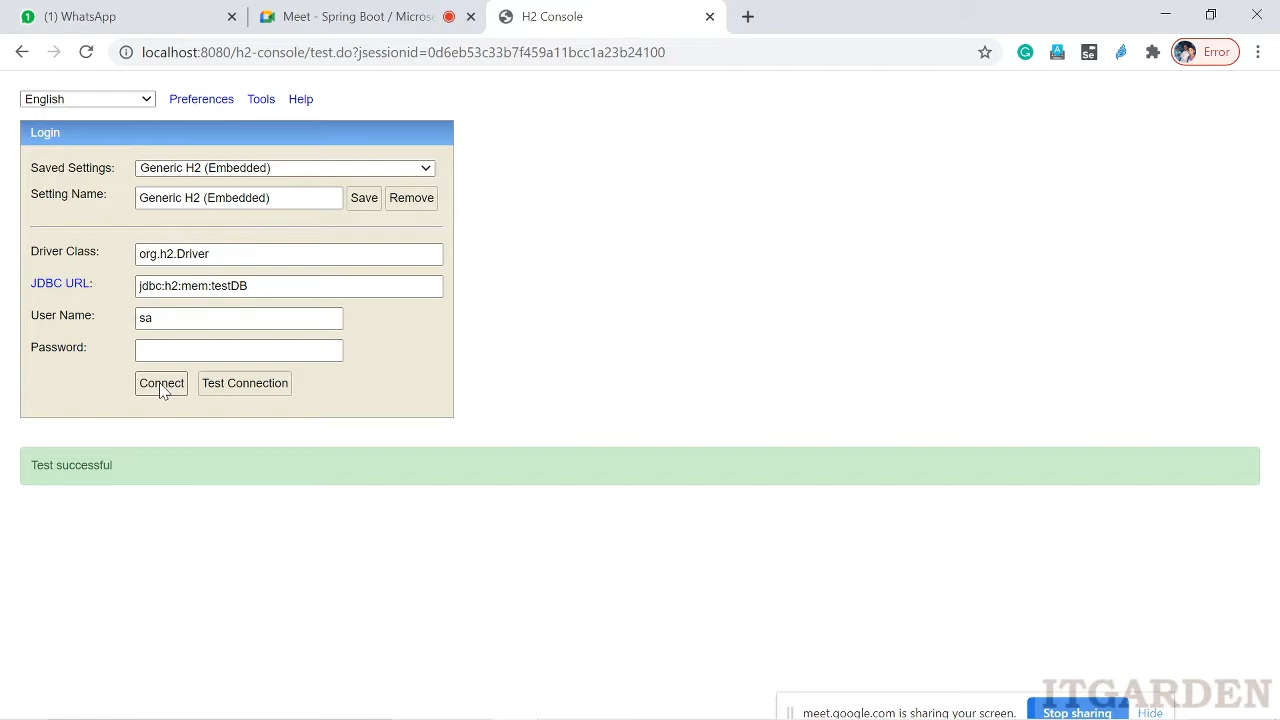 (1) WhatsApp
Meet - Spring Boot / Microse
H2 Console
localhost:8080/h2-console/test.do?jsessionid=0d6eb53c33b7f459a11bcc1a23b24100
Se
Error
English Preferences Tools Help
Login
Saved Settings: Generic H2 (Embedded)
Setting Name: Generic H2 (Embedded) Save Remove
Driver Class: org.h2.Driver
JDBC URL: jdbc:h2:mem:testDB
User Name: sa
Password:
Connect Test Connection
Test successful
ITGARDEN
meet.google.com is sharing your screen. Stop sharing Hide